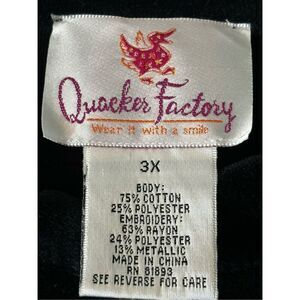 Quacker Factory
Wear it with a smile
3X
BODY:
75% COTTON
25% POLYESTER
EMBROIDERY:
63% RAYON
24% POLYESTER
13% METALLIC
MADE IN CHINA
RN 81893
SEE REVERSE FOR CARE